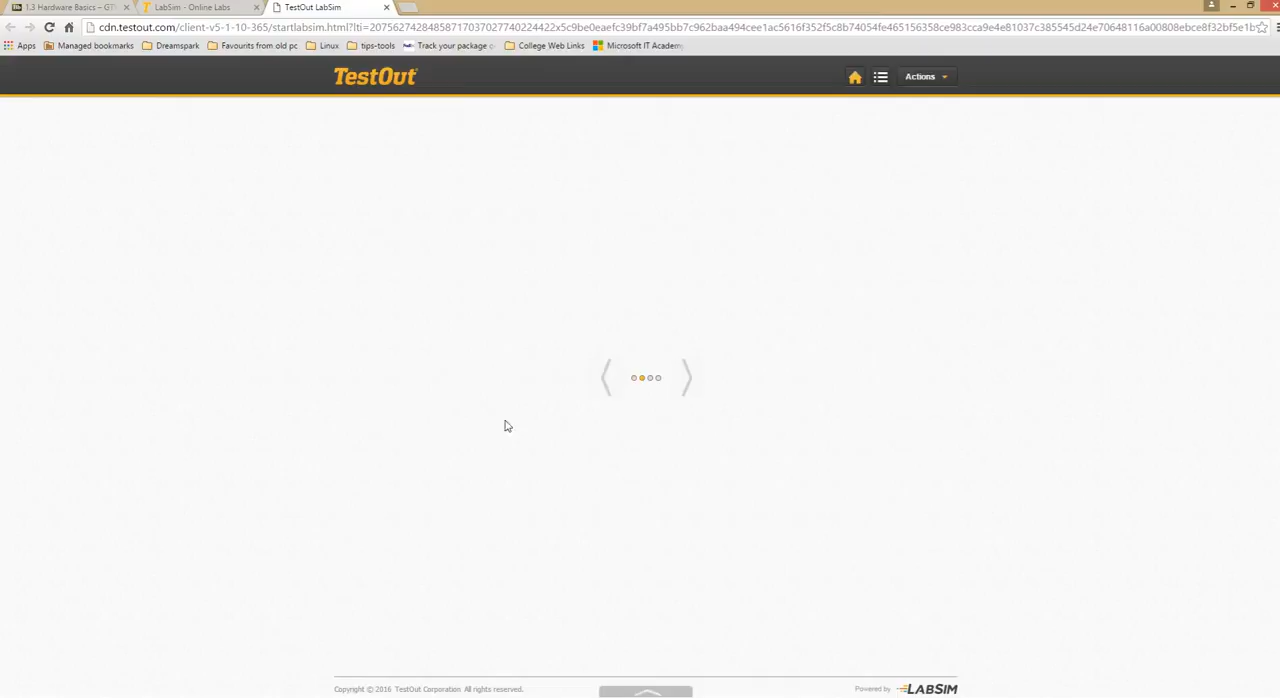 1.3 Hardware Basics – GT
LabSim - Online Labs
TestOut LabSim
cdn.testout.com/client-v5-1-10-365/startlabsim.html?lti=
Apps
Managed bookmarks
Dreamspark
Favourits from old pc
Linux
tips-tools
Track your package
College Web Links
Microsoft IT Academy
TestOut
Actions
Copyright © 2016 TestOut Corporation All rights reserved.
Powered by LABSIM